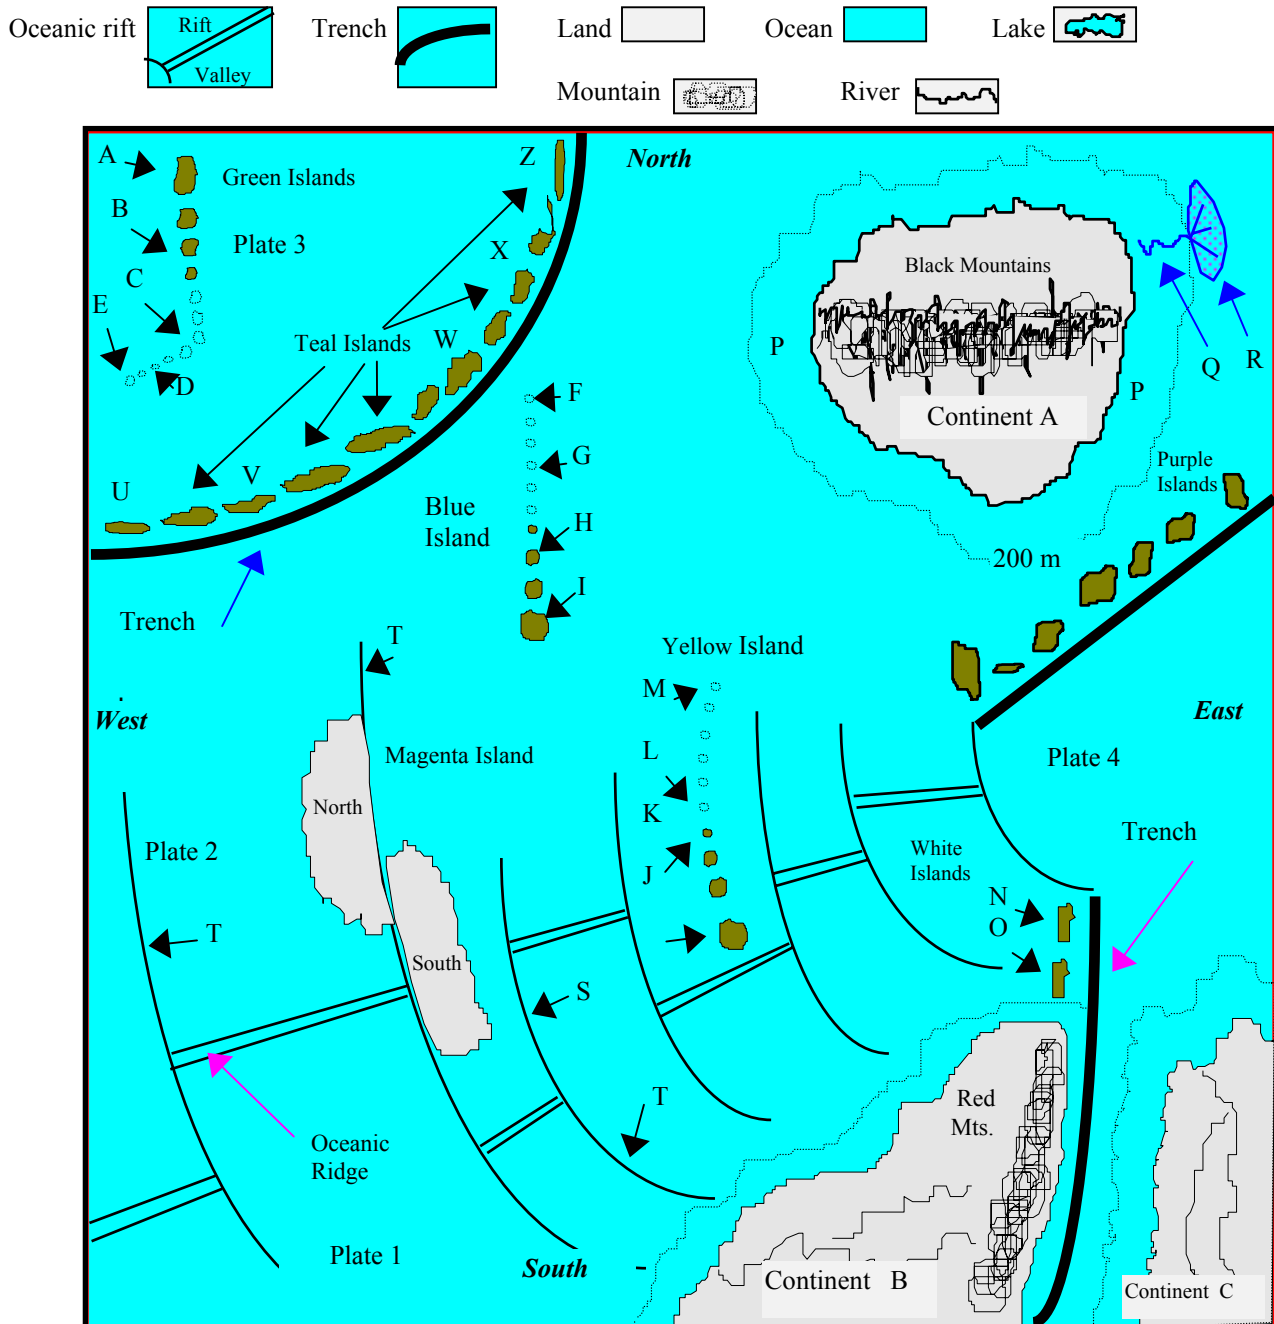 Oceanic rift
Rift
Valley
Trench
Land
Ocean
Lake
Mountain
River
North
A
Green Islands
B
Plate 3
C
E
D
Z
X
Teal Islands
W
V
U
Trench
Black Mountains
P
P
Continent A
Q
R
F
G
Blue
Island
H
I
Purple
Islands
200 m
T
Yellow Island
M
West
East
Magenta Island
L
Plate 4
North
K
Trench
Plate 2
White
Islands
J
N
O
T
South
S
T
Red
Mts.
Oceanic
Ridge
Plate 1
South
Continent B
Continent C